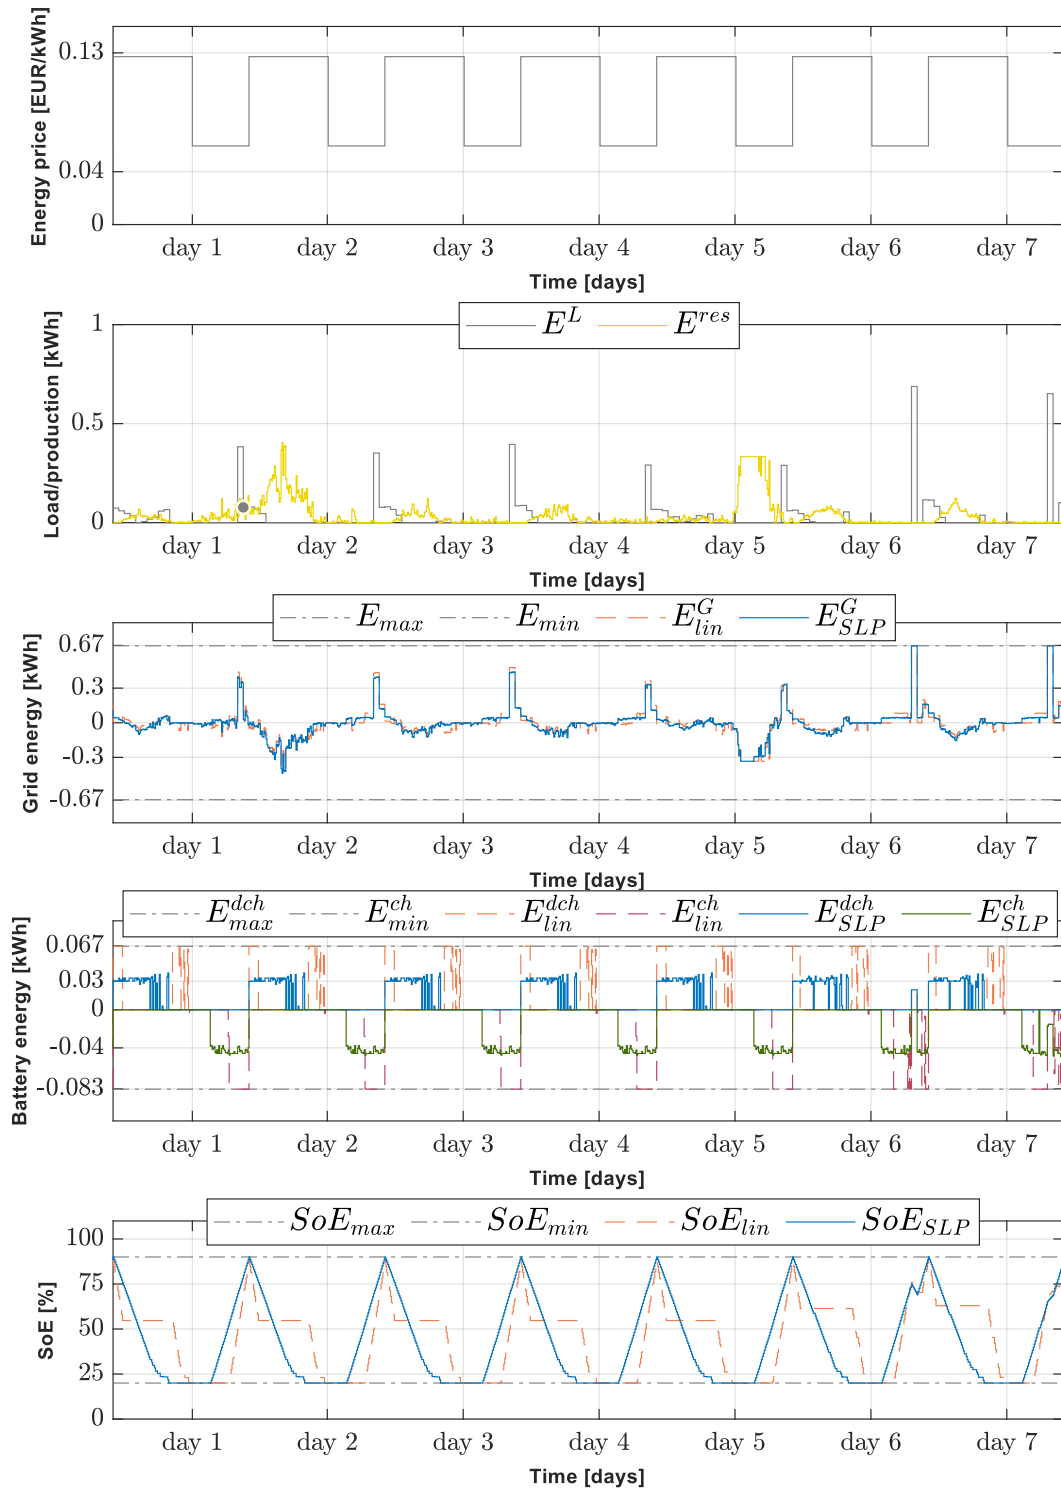 Energy price [EUR/kWh]
0.13
0.04
0
day 1 day 2 day 3 day 4 day 5 day 6 day 7
Time [days]
Load/production [kWh]
E^L E^res
1
0.5
0
day 1 day 2 day 3 day 4 day 5 day 6 day 7
Time [days]
Grid energy [kWh]
E_max E_min E^G_lin E^G_SLP
0.67
0.3
0
-0.3
-0.67
day 1 day 2 day 3 day 4 day 5 day 6 day 7
Time [days]
Battery energy [kWh]
E^dch_max E^ch_min E^dch_lin E^ch_lin E^dch_SLP E^ch_SLP
0.067
0.03
0
-0.04
-0.083
day 1 day 2 day 3 day 4 day 5 day 6 day 7
Time [days]
SoE [%]
SoE_max SoE_min SoE_lin SoE_SLP
100
75
50
25
0
day 1 day 2 day 3 day 4 day 5 day 6 day 7
Time [days]